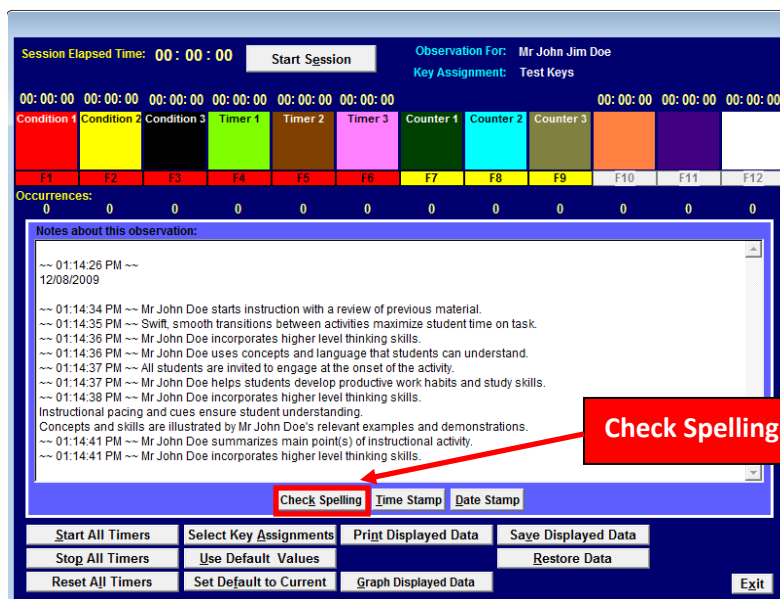 Session Elapsed Time: 00: 00 : 00 Start Session Observation For: Mr John Jim Doe
Key Assignment: Test Keys
00: 00: 00 00: 00: 00 00: 00: 00 00: 00: 00 00: 00: 00 00: 00: 00 00: 00: 00 00: 00: 00 00: 00: 00
Condition 1 Condition 2 Condition 3 Timer 1 Timer 2 Timer 3 Counter 1 Counter 2 Counter 3
F1 F2 F3 F4 F5 F6 F7 F8 F9 F10 F11 F12
Occurrences:
0 0 0 0 0 0 0 0 0 0 0 0
Notes about this observation:
~~ 01:14:26 PM ~~
12/08/2009
~~ 01:14:34 PM ~~ Mr John Doe starts instruction with a review of previous material.
~~ 01:14:35 PM ~~ Swift, smooth transitions between activities maximize student time on task.
~~ 01:14:36 PM ~~ Mr John Doe incorporates higher level thinking skills.
~~ 01:14:36 PM ~~ Mr John Doe uses concepts and language that students can understand.
~~ 01:14:37 PM ~~ All students are invited to engage at the onset of the activity.
~~ 01:14:37 PM ~~ Mr John Doe helps students develop productive work habits and study skills.
~~ 01:14:38 PM ~~ Mr John Doe incorporates higher level thinking skills.
Instructional pacing and cues ensure student understanding.
Concepts and skills are illustrated by Mr John Doe's relevant examples and demonstrations.
~~ 01:14:41 PM ~~ Mr John Doe summarizes main point(s) of instructional activity.
~~ 01:14:41 PM ~~ Mr John Doe incorporates higher level thinking skills.
Check Spelling
Check Spelling Time Stamp Date Stamp
Start All Timers Select Key Assignments Print Displayed Data Save Displayed Data
Stop All Timers Use Default Values Restore Data
Reset All Timers Set Default to Current Graph Displayed Data Exit